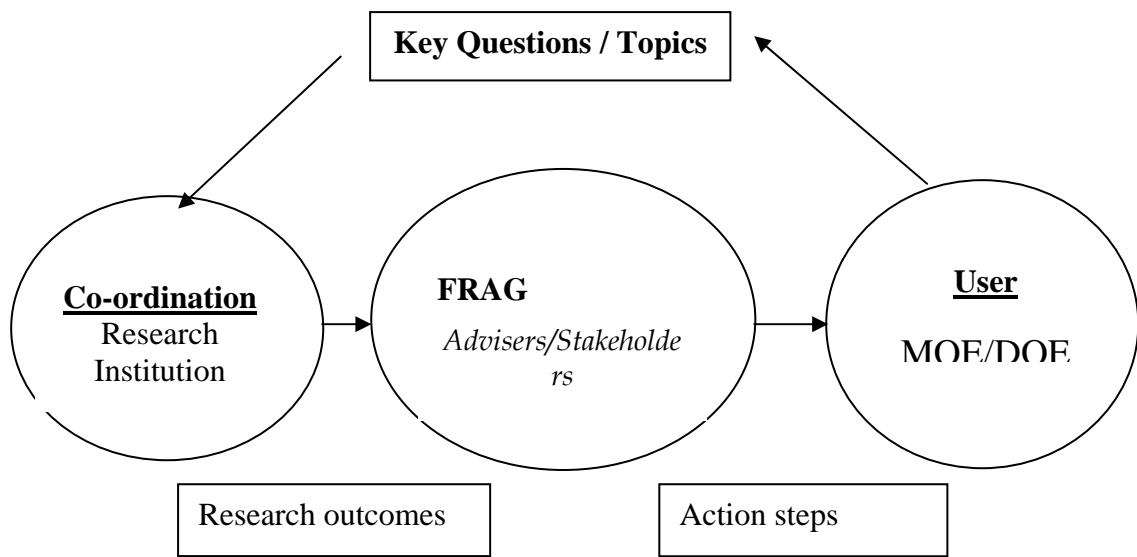 Key Questions / Topics
Co-ordination
Research
Institution
FRAG
Advisers/Stakeholde
rs
User
MOE/DOE
Research outcomes
Action steps